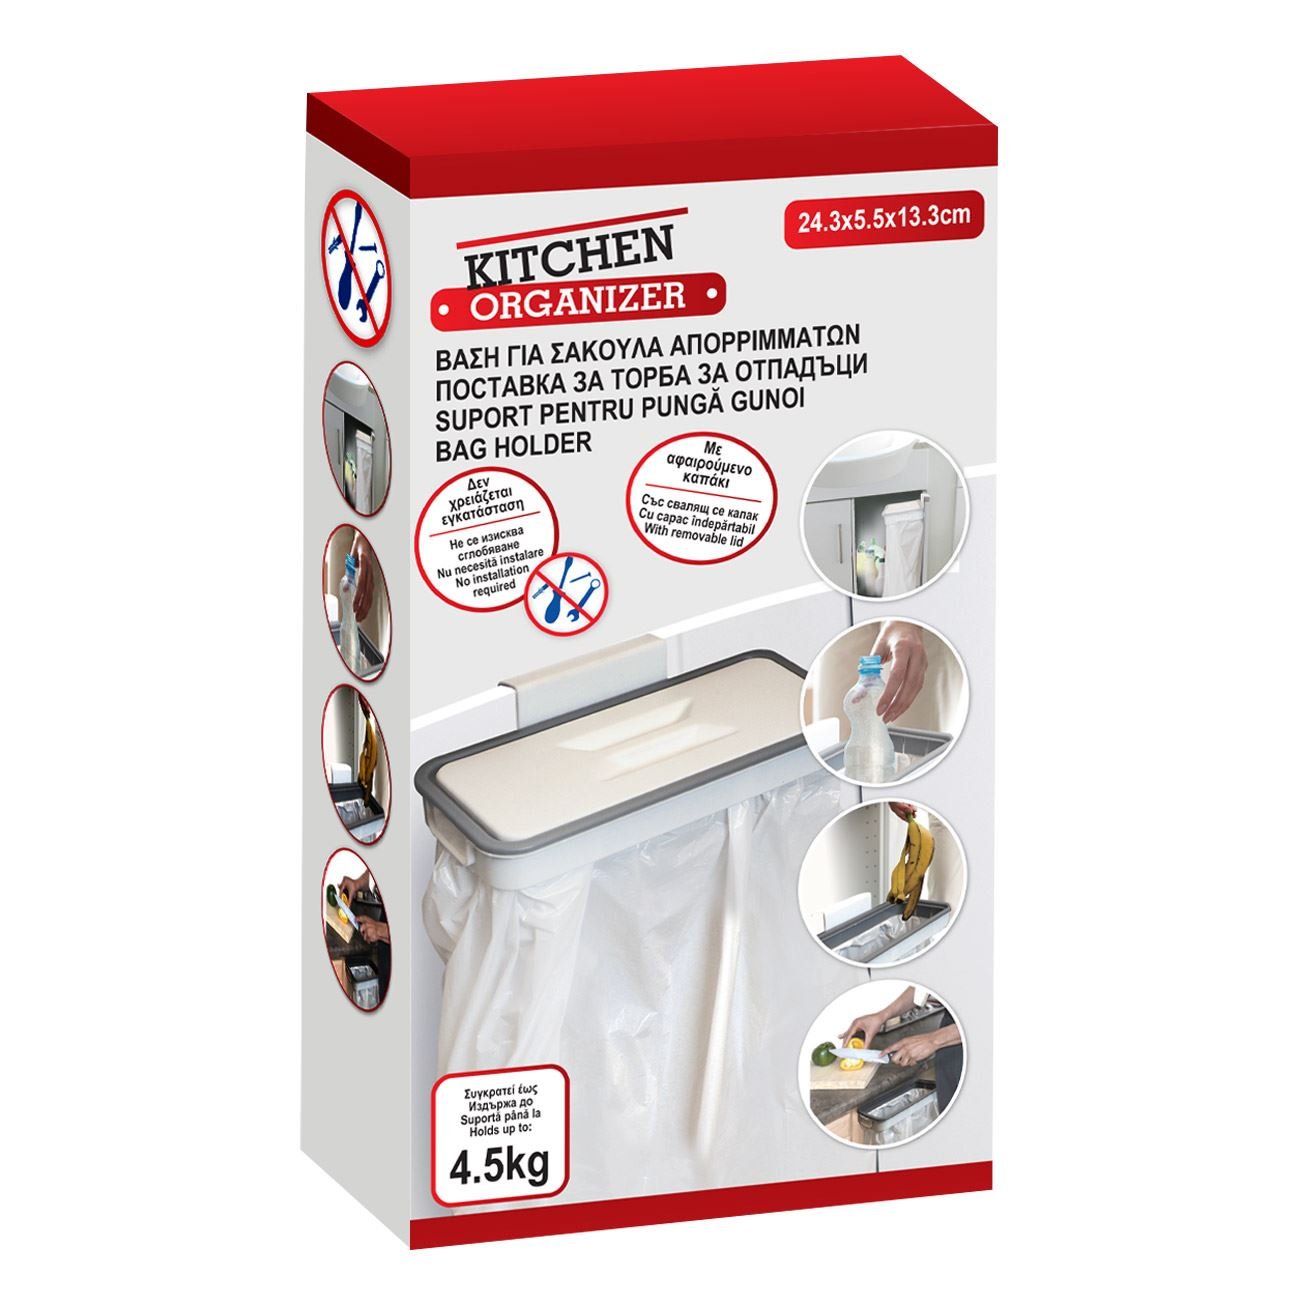 24.3x5.5x13.3cm
KITCHEN
ORGANIZER
ΒΑΣΗ ΓΙΑ ΣΑΚΟΥΛΑ ΑΠΟΡΡΙΜΜΑΤΩΝ
ПОСТАВКА ЗА ТОРБА ЗА ОТПАДЪЦИ
SUPORT PENTRU PUNGĂ GUNOI
BAG HOLDER
Δεν
χρειάζεται
εγκατάσταση
Не се изисква
сглобяване
Nu necesită instalare
No installation
required
Με
αφαιρούμενο
καπάκι
Със свалящ се капак
Cu capac îndepărtabil
With removable lid
Συγκρατεί έως
Издържа до
Suportă până la
Holds up to:
4.5kg